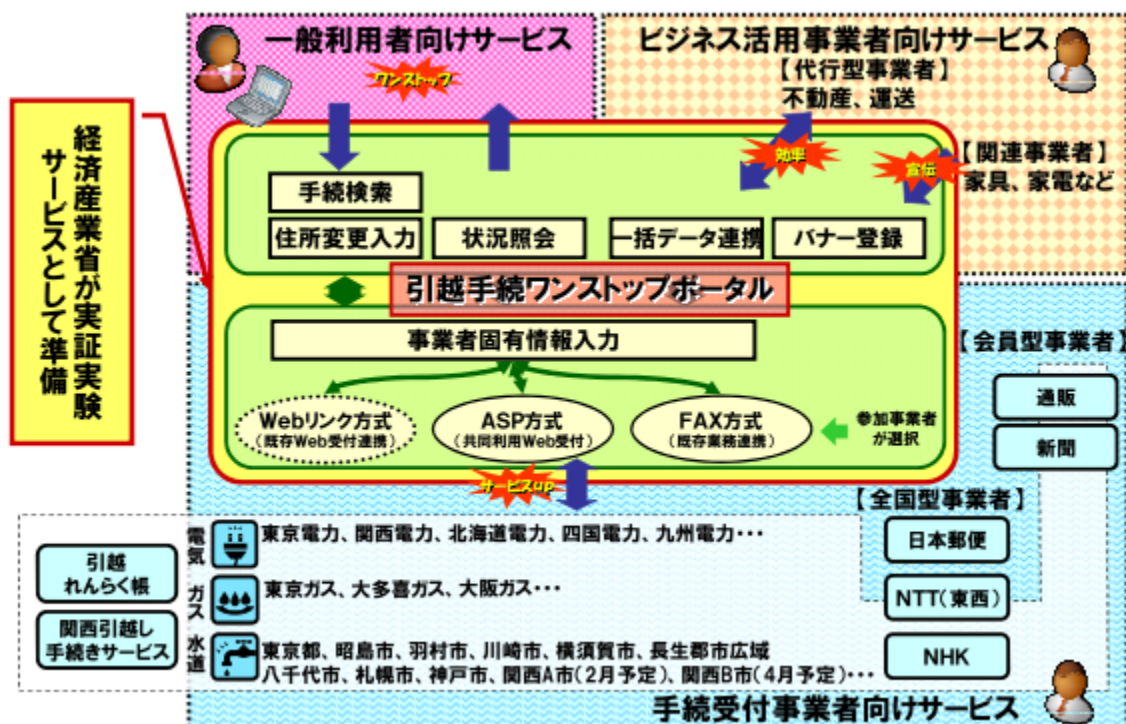 一般利用者向けサービス
ワンストップ
ビジネス活用事業者向けサービス
【代行型事業者】
不動産、運送
効果
宣伝
【関連事業者】
家具、家電など
経済産業省が実証実験
サービスとして準備
手続検索
住所変更入力
状況照会
一括データ連携
バナー登録
引越手続ワンストップポータル
事業者固有情報入力
Webリンク方式
(既存Web受付連携)
ASP方式
(共同利用Web受付)
FAX方式
(既存業務連携)
参加事業者
が選択
サービスup
【会員型事業者】
通販
新聞
【全国型事業者】
日本郵便
NTT(東西)
NHK
引越
れんらく帳
関西引越し
手続きサービス
電気
東京電力、関西電力、北海道電力、四国電力、九州電力・・・
ガス
東京ガス、大多喜ガス、大阪ガス・・・
水道
東京都、昭島市、羽村市、川崎市、横須賀市、長生郡市広域
八千代市、札幌市、神戸市、関西A市(2月予定)、関西B市(4月予定)・・・
手続受付事業者向けサービス